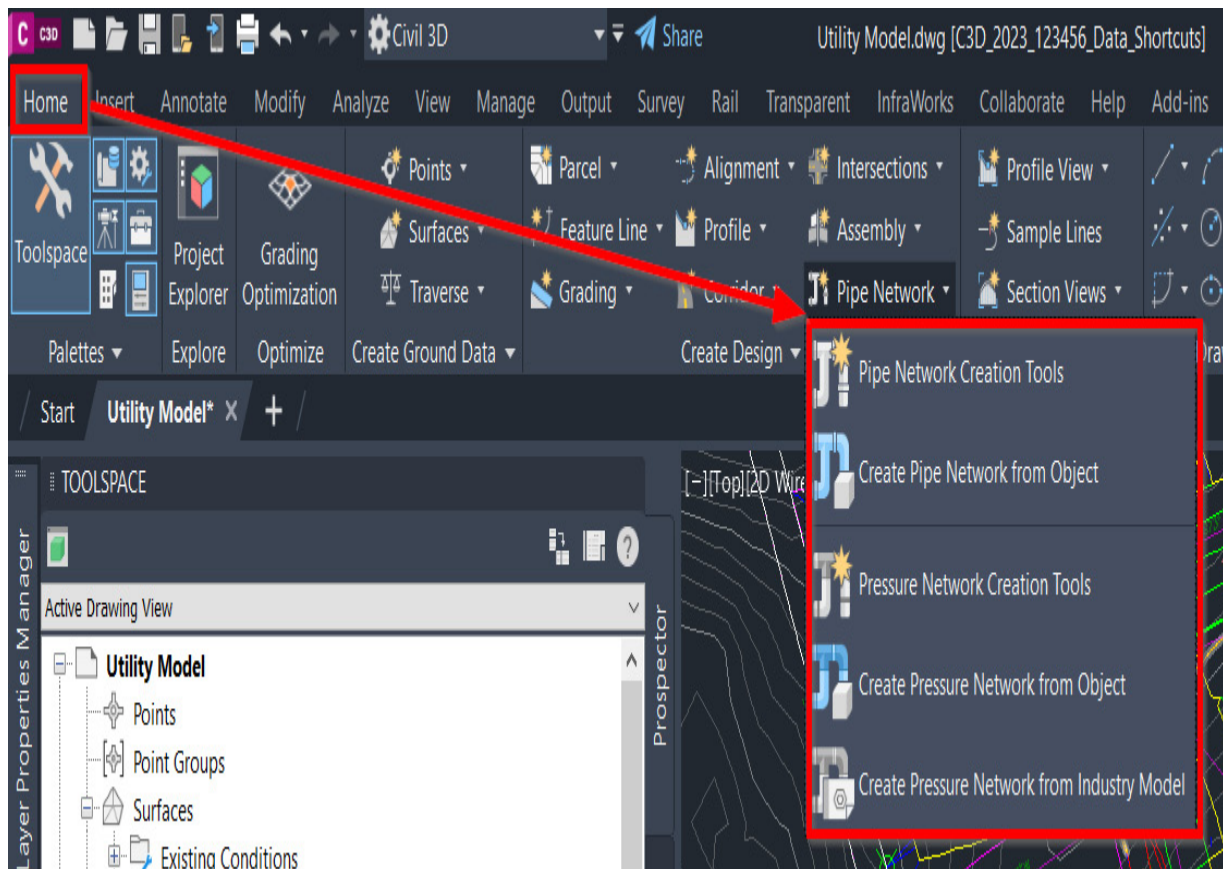 C C3D Civil 3D Share Utility Model.dwg [C3D_2023_123456_Data_Shortcuts]
Home Insert Annotate Modify Analyze View Manage Output Survey Rail Transparent InfraWorks Collaborate Help Add-ins
Points Parcel Alignment Intersections Profile View
Toolspace Project Explorer Grading Optimization Surfaces Feature Line Profile Assembly Sample Lines
Traverse Grading Corridor Pipe Network Section Views
Palettes Explore Optimize Create Ground Data Create Design
Pipe Network Creation Tools
Create Pipe Network from Object
Pressure Network Creation Tools
Create Pressure Network from Object
Create Pressure Network from Industry Model
Start Utility Model* +
TOOLSPACE
[-][Top][2D Wire
Active Drawing View
Utility Model
Points
Point Groups
Surfaces
Existing Conditions
Prospector
Layer Properties Manager